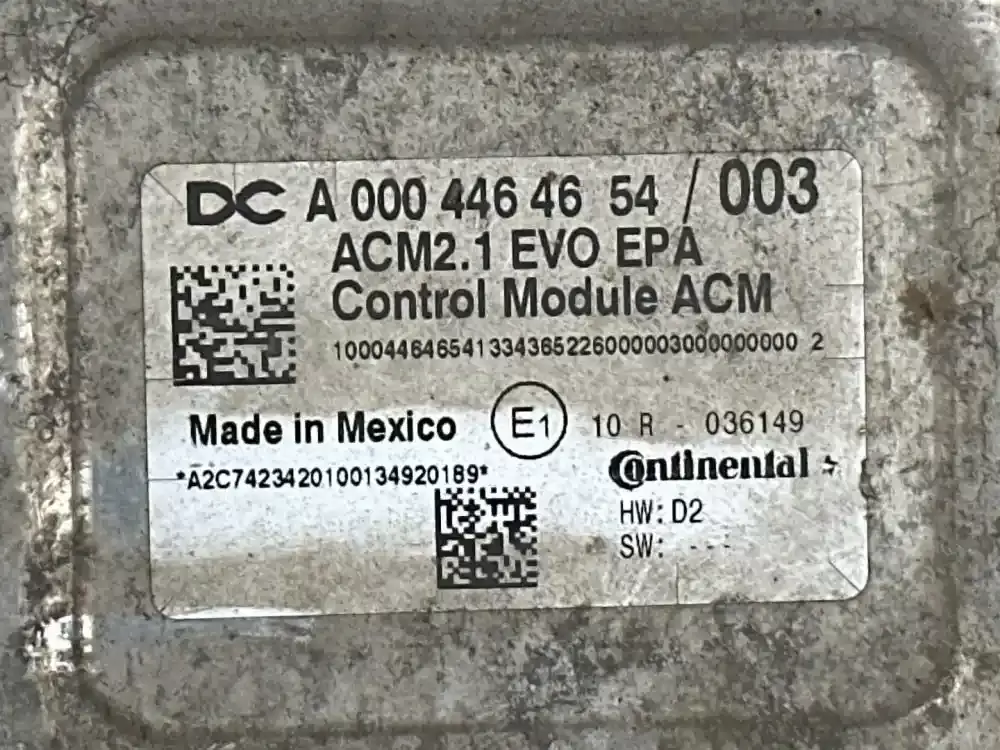 DC A 000 446 46 54 / 003
ACM2.1 EVO EPA
Control Module ACM
10004464654133436522600000300000000 2
Made in Mexico E1 10 R - 036149
*A2C7423420100134920189*
Continental
HW: D2
SW: ---